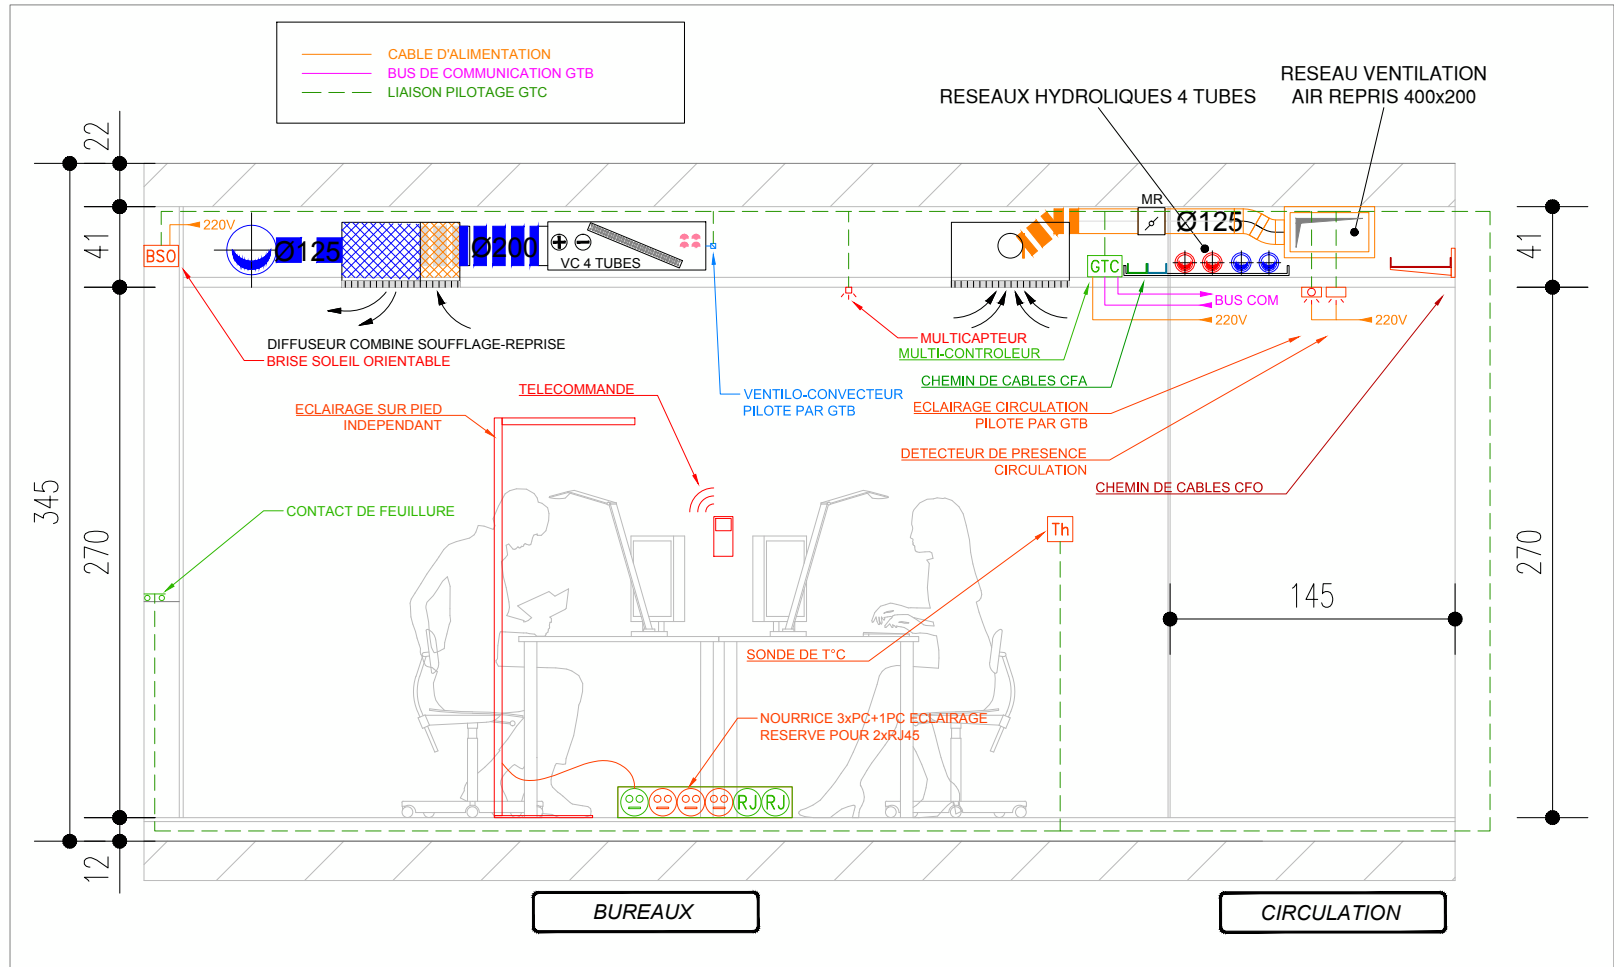 CABLE D'ALIMENTATION
BUS DE COMMUNICATION GTB
LIAISON PILOTAGE GTC
RESEAU VENTILATION
AIR REPRIS 400x200
RESEAUX HYDROLIQUES 4 TUBES
22
41
345
270
12
BSO
220V
Ø125
Ø200
VC 4 TUBES
MR
Ø125
GTC
BUS COM
220V
220V
41
270
145
DIFFUSEUR COMBINE SOUFFLAGE-REPRISE
BRISE SOLEIL ORIENTABLE
MULTICAPTEUR
MULTI-CONTROLEUR
CHEMIN DE CABLES CFA
TELECOMMANDE
VENTILO-CONVECTEUR
PILOTE PAR GTB
ECLAIRAGE SUR PIED
INDEPENDANT
ECLAIRAGE CIRCULATION
PILOTE PAR GTB
DETECTEUR DE PRESENCE
CIRCULATION
CHEMIN DE CABLES CFO
CONTACT DE FEUILLURE
Th
SONDE DE T°C
NOURRICE 3xPC+1PC ECLAIRAGE
RESERVE POUR 2xRJ45
RJ RJ
BUREAUX
CIRCULATION